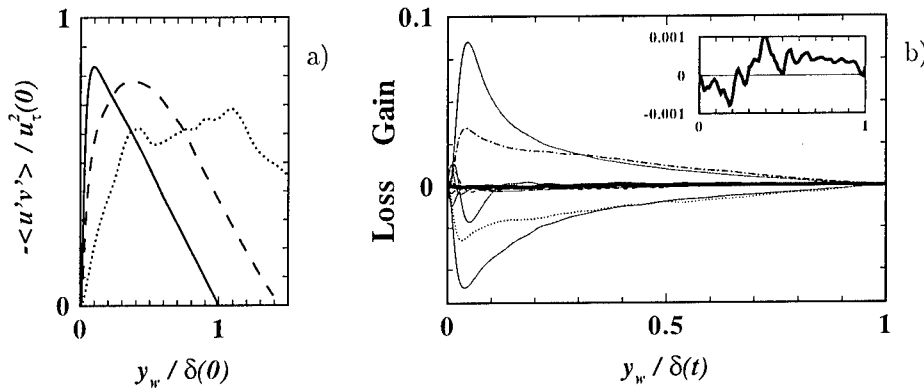 a)
1
0
0
1
-<u'v'> / u_τ^2(0)
y_w / δ(0)
b)
0.1
0
Gain
Loss
0
0.5
1
y_w / δ(t)
0.001
0
-0.001
0
1